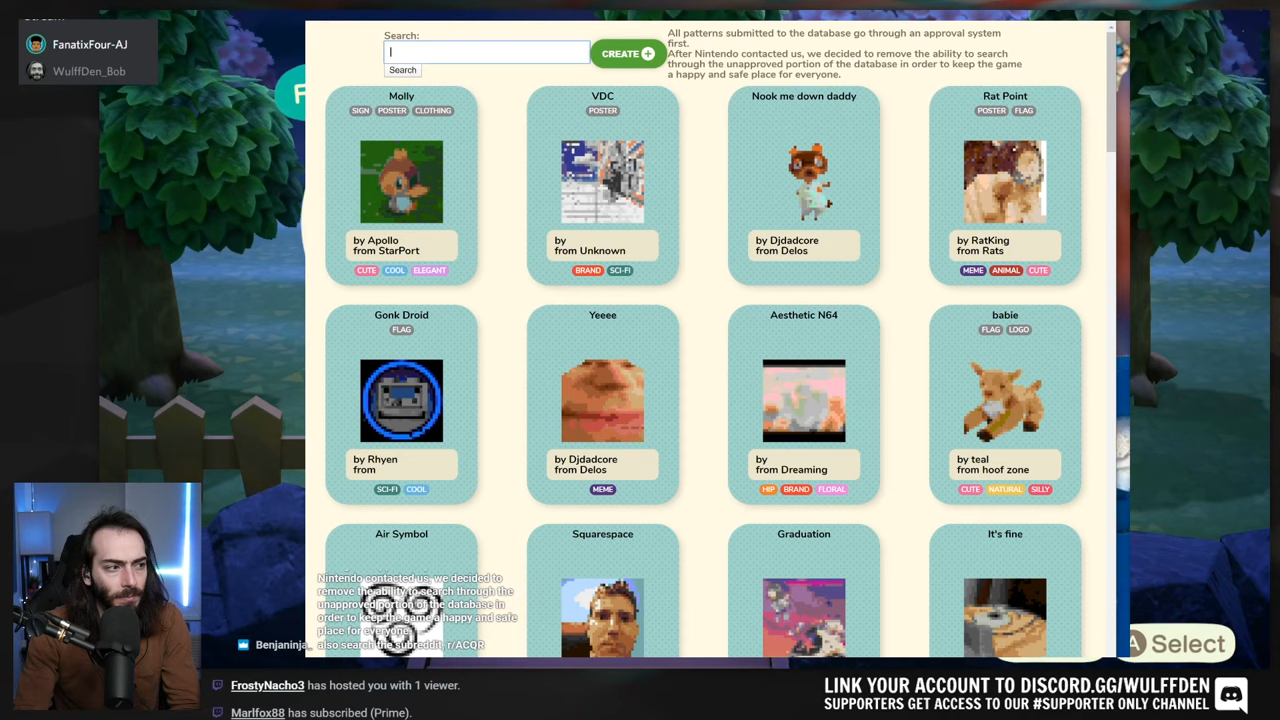 FanatixFour-AJ
WulffDen_Bob
Search:
Search
CREATE
All patterns submitted to the database go through an approval system
first.
After Nintendo contacted us, we decided to remove the ability to search
through the unapproved portion of the database in order to keep the game
a happy and safe place for everyone.
Molly
SIGN POSTER CLOTHING
by Apollo
from StarPort
CUTE COOL ELEGANT
VDC
POSTER
by
from Unknown
BRAND SCI-FI
Nook me down daddy
by Djdadcore
from Delos
Rat Point
POSTER FLAG
by RatKing
from Rats
MEME ANIMAL CUTE
Gonk Droid
FLAG
by Rhyen
from
SCI-FI COOL
Yeeee
by Djdadcore
from Delos
MEME
Aesthetic N64
by
from Dreaming
HIP BRAND FLORAL
babie
FLAG LOGO
by teal
from hoof zone
CUTE NATURAL SILLY
Air Symbol
Squarespace
Graduation
It's fine
Nintendo contacted us, we decided to
remove the ability to search through the
unapproved portion of the database in
order to keep the game a happy and safe
place for everyone.
also search the subreddit, r/ACQR
Benjaninja
A Select
FrostyNacho3 has hosted you with 1 viewer.
Marlfox88 has subscribed (Prime).
LINK YOUR ACCOUNT TO DISCORD.GG/WULFFDEN
SUPPORTERS GET ACCESS TO OUR #SUPPORTER ONLY CHANNEL